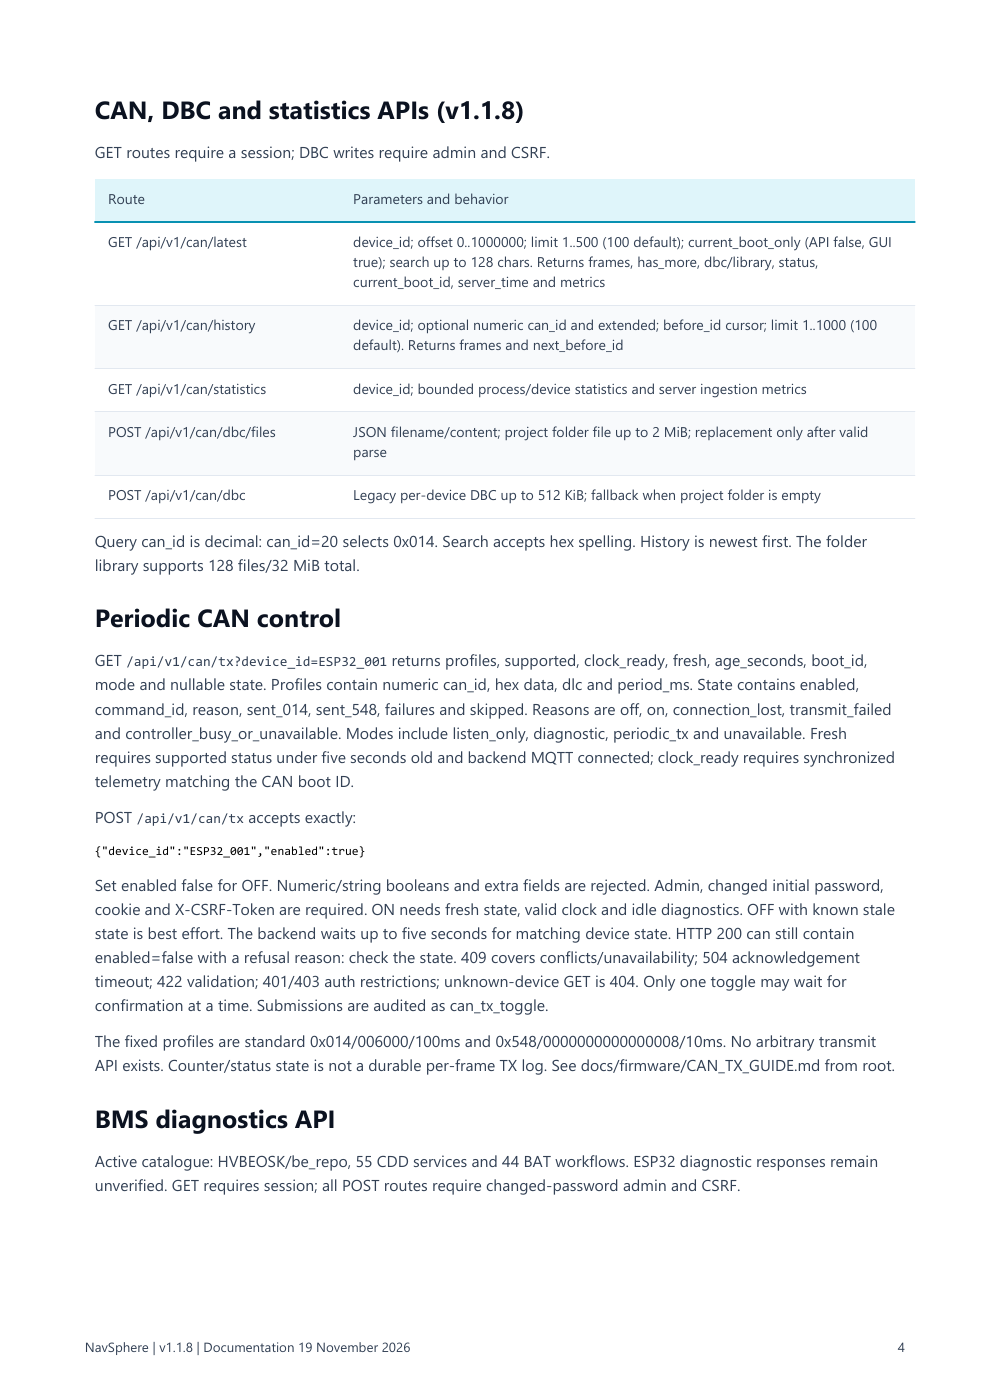 CAN, DBC and statistics APIs (v1.1.8)
GET routes require a session; DBC writes require admin and CSRF.
Route Parameters and behavior
GET /api/v1/can/latest device_id; offset 0..1000000; limit 1..500 (100 default); current_boot_only (API false, GUI
true); search up to 128 chars. Returns frames, has_more, dbc/library, status,
current_boot_id, server_time and metrics
GET /api/v1/can/history device_id; optional numeric can_id and extended; before_id cursor; limit 1..1000 (100
default). Returns frames and next_before_id
GET /api/v1/can/statistics device_id; bounded process/device statistics and server ingestion metrics
POST /api/v1/can/dbc/files JSON filename/content; project folder file up to 2 MiB; replacement only after valid
parse
POST /api/v1/can/dbc Legacy per-device DBC up to 512 KiB; fallback when project folder is empty
Query can_id is decimal: can_id=20 selects 0x014. Search accepts hex spelling. History is newest first. The folder
library supports 128 files/32 MiB total.
Periodic CAN control
GET /api/v1/can/tx?device_id=ESP32_001 returns profiles, supported, clock_ready, fresh, age_seconds, boot_id,
mode and nullable state. Profiles contain numeric can_id, hex data, dlc and period_ms. State contains enabled,
command_id, reason, sent_014, sent_548, failures and skipped. Reasons are off, on, connection_lost, transmit_failed
and controller_busy_or_unavailable. Modes include listen_only, diagnostic, periodic_tx and unavailable. Fresh
requires supported status under five seconds old and backend MQTT connected; clock_ready requires synchronized
telemetry matching the CAN boot ID.
POST /api/v1/can/tx accepts exactly:
{"device_id":"ESP32_001","enabled":true}
Set enabled false for OFF. Numeric/string booleans and extra fields are rejected. Admin, changed initial password,
cookie and X-CSRF-Token are required. ON needs fresh state, valid clock and idle diagnostics. OFF with known stale
state is best effort. The backend waits up to five seconds for matching device state. HTTP 200 can still contain
enabled=false with a refusal reason: check the state. 409 covers conflicts/unavailability; 504 acknowledgement
timeout; 422 validation; 401/403 auth restrictions; unknown-device GET is 404. Only one toggle may wait for
confirmation at a time. Submissions are audited as can_tx_toggle.
The fixed profiles are standard 0x014/006000/100ms and 0x548/0000000000000008/10ms. No arbitrary transmit
API exists. Counter/status state is not a durable per-frame TX log. See docs/firmware/CAN_TX_GUIDE.md from root.
BMS diagnostics API
Active catalogue: HVBEOSK/be_repo, 55 CDD services and 44 BAT workflows. ESP32 diagnostic responses remain
unverified. GET requires session; all POST routes require changed-password admin and CSRF.
NavSphere | v1.1.8 | Documentation 19 November 2026 4